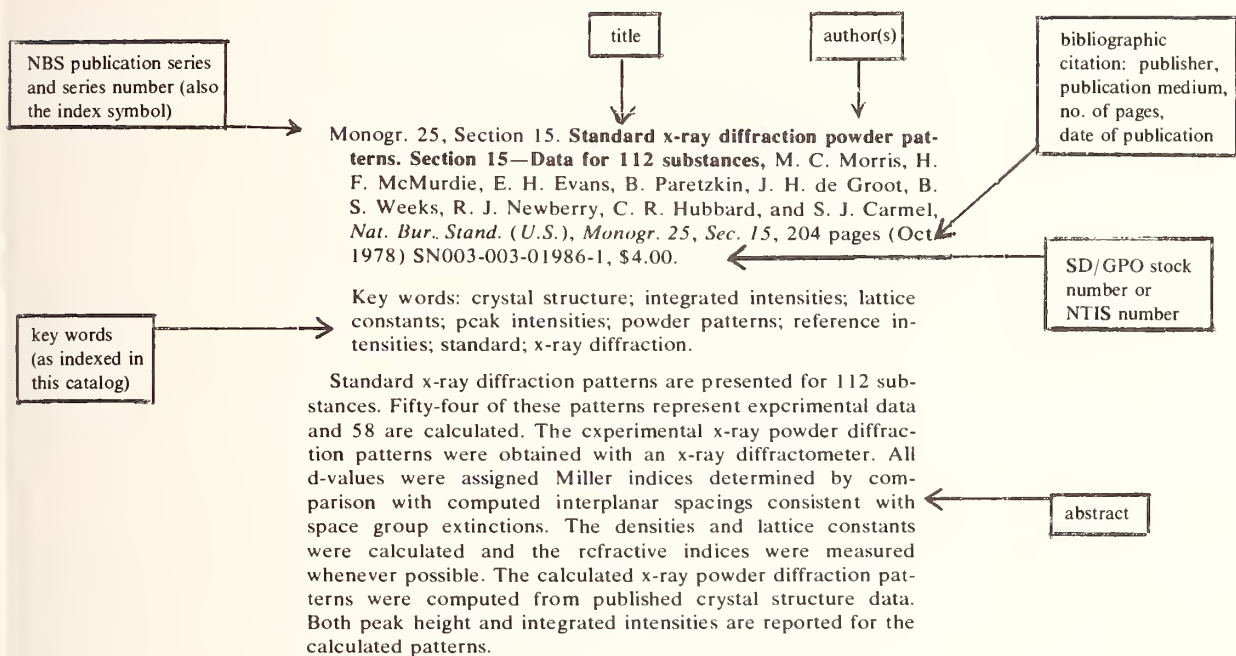 title
author(s)
NBS publication series
and series number (also
the index symbol)
bibliographic
citation: publisher,
publication medium,
no. of pages,
date of publication
Monogr. 25, Section 15. Standard x-ray diffraction powder pat-
terns. Section 15—Data for 112 substances, M. C. Morris, H.
F. McMurdie, E. H. Evans, B. Paretzkin, J. H. de Groot, B.
S. Weeks, R. J. Newberry, C. R. Hubbard, and S. J. Carmel,
Nat. Bur. Stand. (U.S.), Monogr. 25, Sec. 15, 204 pages (Oct.
1978) SN003-003-01986-1, $4.00.
SD/GPO stock
number or
NTIS number
key words
(as indexed in
this catalog)
Key words: crystal structure; integrated intensities; lattice
constants; peak intensities; powder patterns; reference in-
tensities; standard; x-ray diffraction.
Standard x-ray diffraction patterns are presented for 112 sub-
stances. Fifty-four of these patterns represent experimental data
and 58 are calculated. The experimental x-ray powder diffrac-
tion patterns were obtained with an x-ray diffractometer. All
d-values were assigned Miller indices determined by com-
parison with computed interplanar spacings consistent with
space group extinctions. The densities and lattice constants
were calculated and the refractive indices were measured
whenever possible. The calculated x-ray powder diffraction pat-
terns were computed from published crystal structure data.
Both peak height and integrated intensities are reported for the
calculated patterns.
abstract